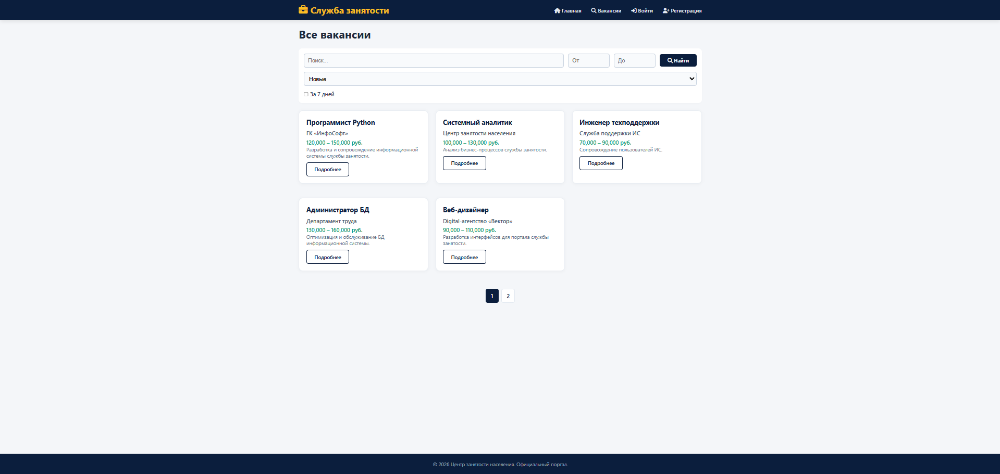 Служба занятости
Главная
Вакансии
Войти
Регистрация
Все вакансии
Поиск...
От
До
Найти
Новые
За 7 дней
Программист Python
ГК «ИнфоСофт»
120,000 – 150,000 руб.
Разработка и сопровождение информационной
системы службы занятости.
Подробнее
Системный аналитик
Центр занятости населения
100,000 – 130,000 руб.
Анализ бизнес-процессов службы занятости.
Подробнее
Инженер техподдержки
Служба поддержки ИС
70,000 – 90,000 руб.
Сопровождение пользователей ИС.
Подробнее
Администратор БД
Департамент труда
130,000 – 160,000 руб.
Оптимизация и обслуживание БД
информационной системы.
Подробнее
Веб-дизайнер
Digital-агентство «Вектор»
90,000 – 110,000 руб.
Разработка интерфейсов для портала службы
занятости.
Подробнее
1
2
© 2026 Центр занятости населения. Официальный портал.